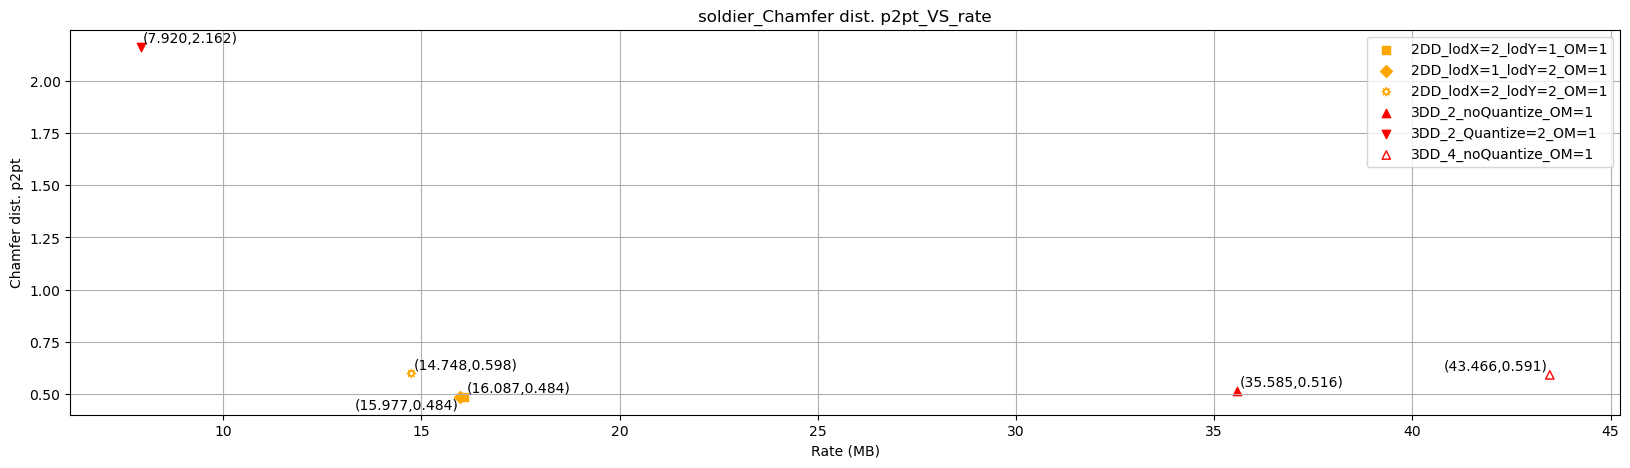 soldier_Chamfer dist. p2pt_VS_rate
(7.920,2.162)
2DD_lodX=2_lodY=1_OM=1
2DD_lodX=1_lodY=2_OM=1
2DD_lodX=2_lodY=2_OM=1
3DD_2_noQuantize_OM=1
3DD_2_Quantize=2_OM=1
3DD_4_noQuantize_OM=1
Chamfer dist. p2pt
2.00
1.75
1.50
1.25
1.00
0.75
0.50
(14.748,0.598)
(16.087,0.484)
(15.977,0.484)
(35.585,0.516)
(43.466,0.591)
10 15 20 25 30 35 40 45
Rate (MB)